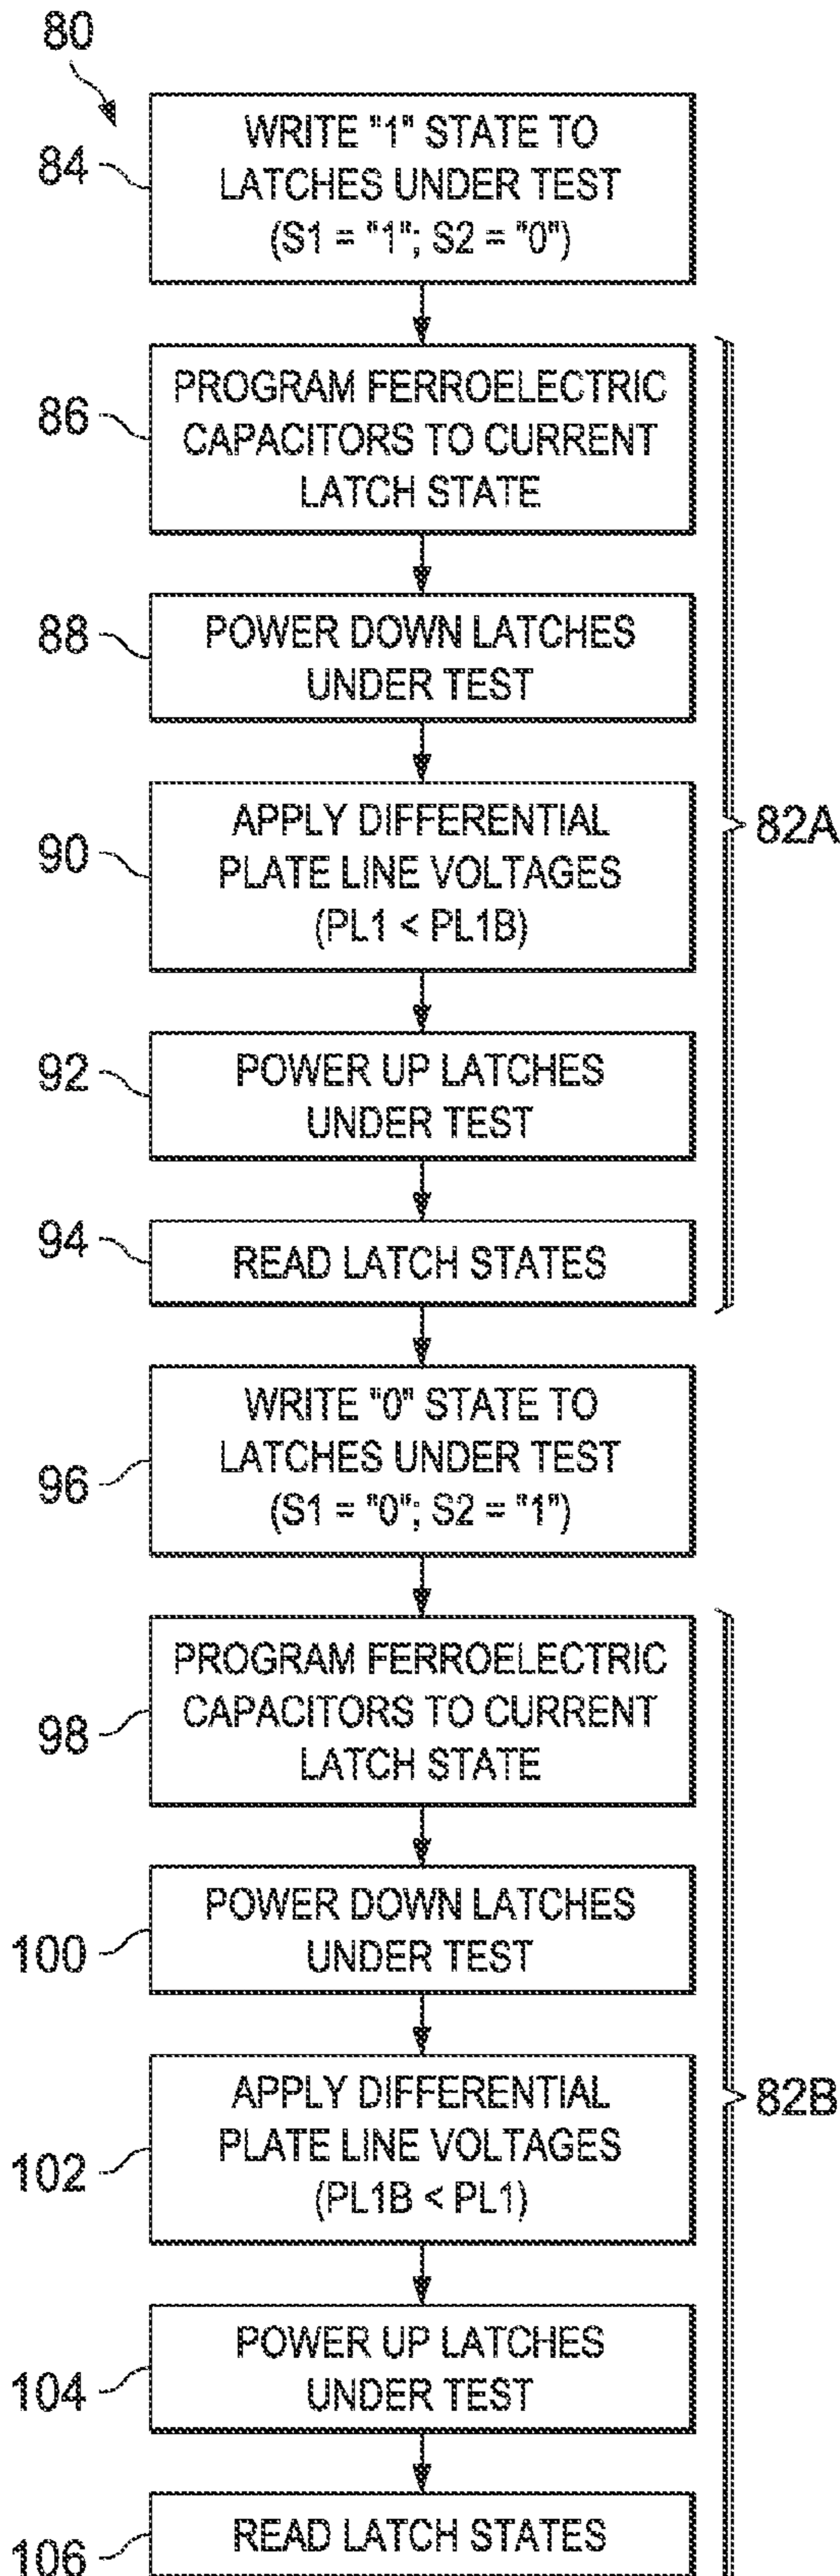 80
84
WRITE "1" STATE TO
LATCHES UNDER TEST
(S1 = "1"; S2 = "0")
86
PROGRAM FERROELECTRIC
CAPACITORS TO CURRENT
LATCH STATE
88
POWER DOWN LATCHES
UNDER TEST
90
APPLY DIFFERENTIAL
PLATE LINE VOLTAGES
(PL1 < PL1B)
82A
92
POWER UP LATCHES
UNDER TEST
94
READ LATCH STATES
96
WRITE "0" STATE TO
LATCHES UNDER TEST
(S1 = "0"; S2 = "1")
98
PROGRAM FERROELECTRIC
CAPACITORS TO CURRENT
LATCH STATE
100
POWER DOWN LATCHES
UNDER TEST
102
APPLY DIFFERENTIAL
PLATE LINE VOLTAGES
(PL1B < PL1)
82B
104
POWER UP LATCHES
UNDER TEST
106
READ LATCH STATES